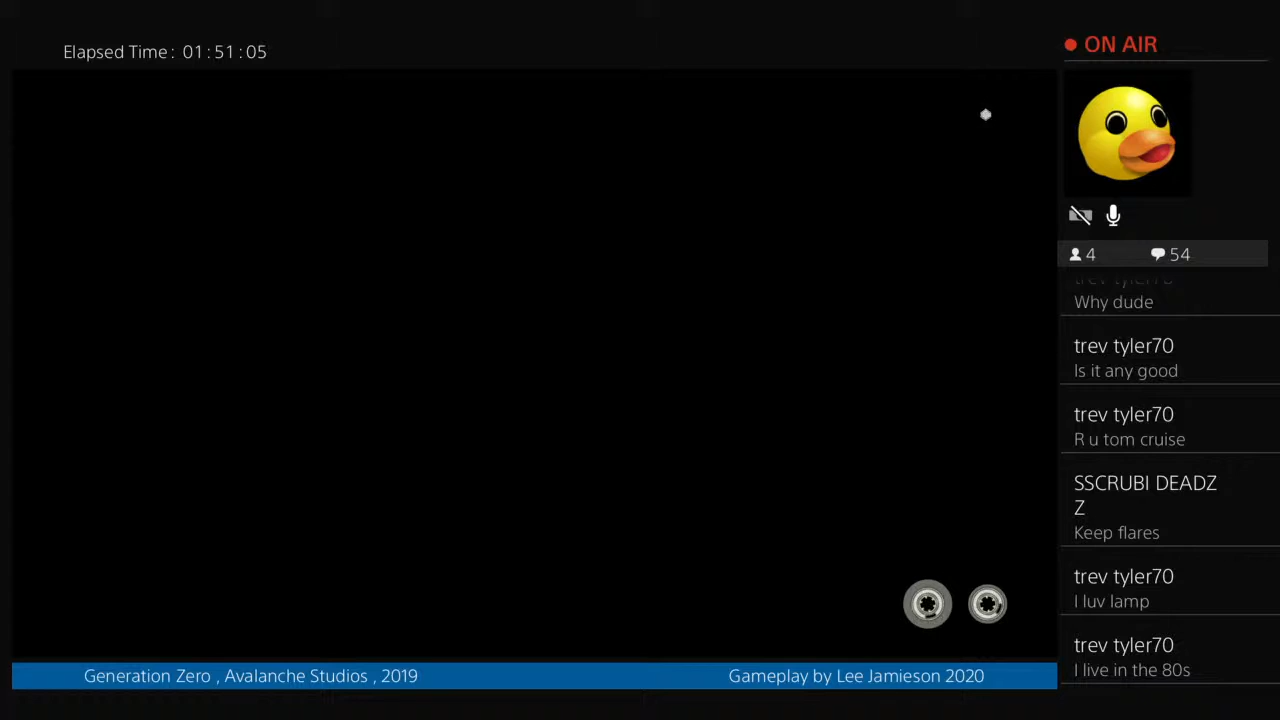 Elapsed Time: 01:51:05
ON AIR
4
54
Why dude
trev tyler70
Is it any good
trev tyler70
R u tom cruise
SSCRUBI DEADZ
Z
Keep flares
trev tyler70
I luv lamp
trev tyler70
I live in the 80s
Generation Zero , Avalanche Studios , 2019
Gameplay by Lee Jamieson 2020